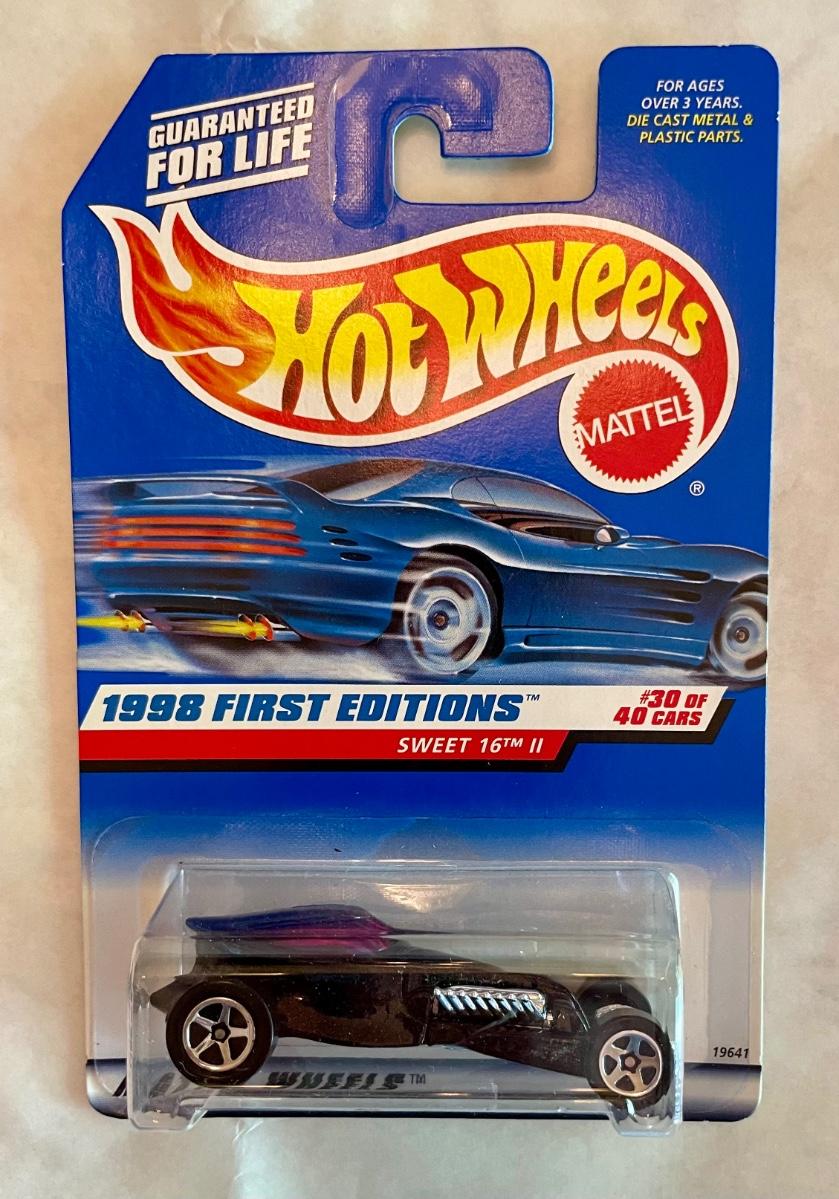 GUARANTEED
FOR LIFE
FOR AGES
OVER 3 YEARS.
DIE CAST METAL &
PLASTIC PARTS.
Hot Wheels
MATTEL
®
1998 FIRST EDITIONS™
#30 OF
40 CARS
SWEET 16™ II
19641
WHEELS™